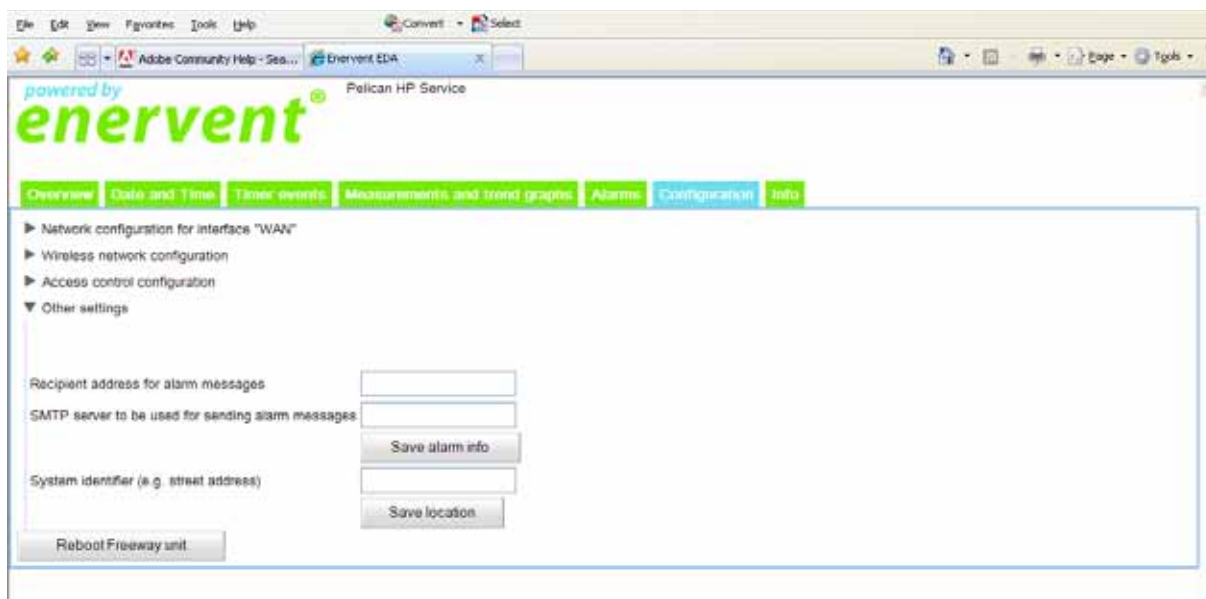 File Edit View Favorites Tools Help Convert Select
Adobe Community Help - Sea... Enervent EDA X Page Tools
powered by
enervent®
Pelican HP Service
Overview Date and Time Timer events Measurements and trend graphs Alarms Configuration Info
Network configuration for interface "WAN"
Wireless network configuration
Access control configuration
Other settings
Recipient address for alarm messages
SMTP server to be used for sending alarm messages
Save alarm info
System identifier (e.g. street address)
Save location
Reboot Freeway unit